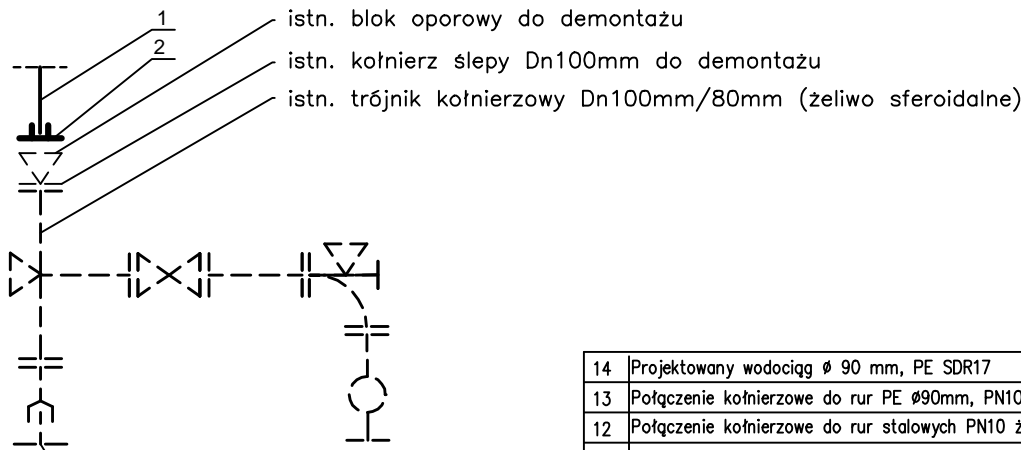 1
istn. blok oporowy do demontażu
2
istn. kołnierz ślepy Dn100mm do demontażu
istn. trójnik kołnierzowy Dn100mm/80mm (żeliwo sferoidalne)
14 Projektowany wodociąg ø 90 mm, PE SDR17
13 Połączenie kołnierzowe do rur PE ø90mm, PN10
12 Połączenie kołnierzowe do rur stalowych PN10 ż